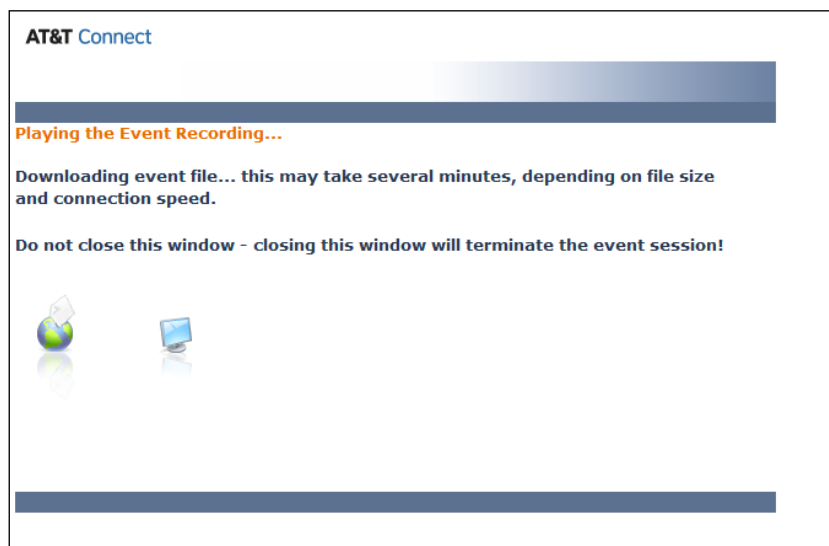 AT&T Connect
Playing the Event Recording...
Downloading event file... this may take several minutes, depending on file size
and connection speed.
Do not close this window - closing this window will terminate the event session!